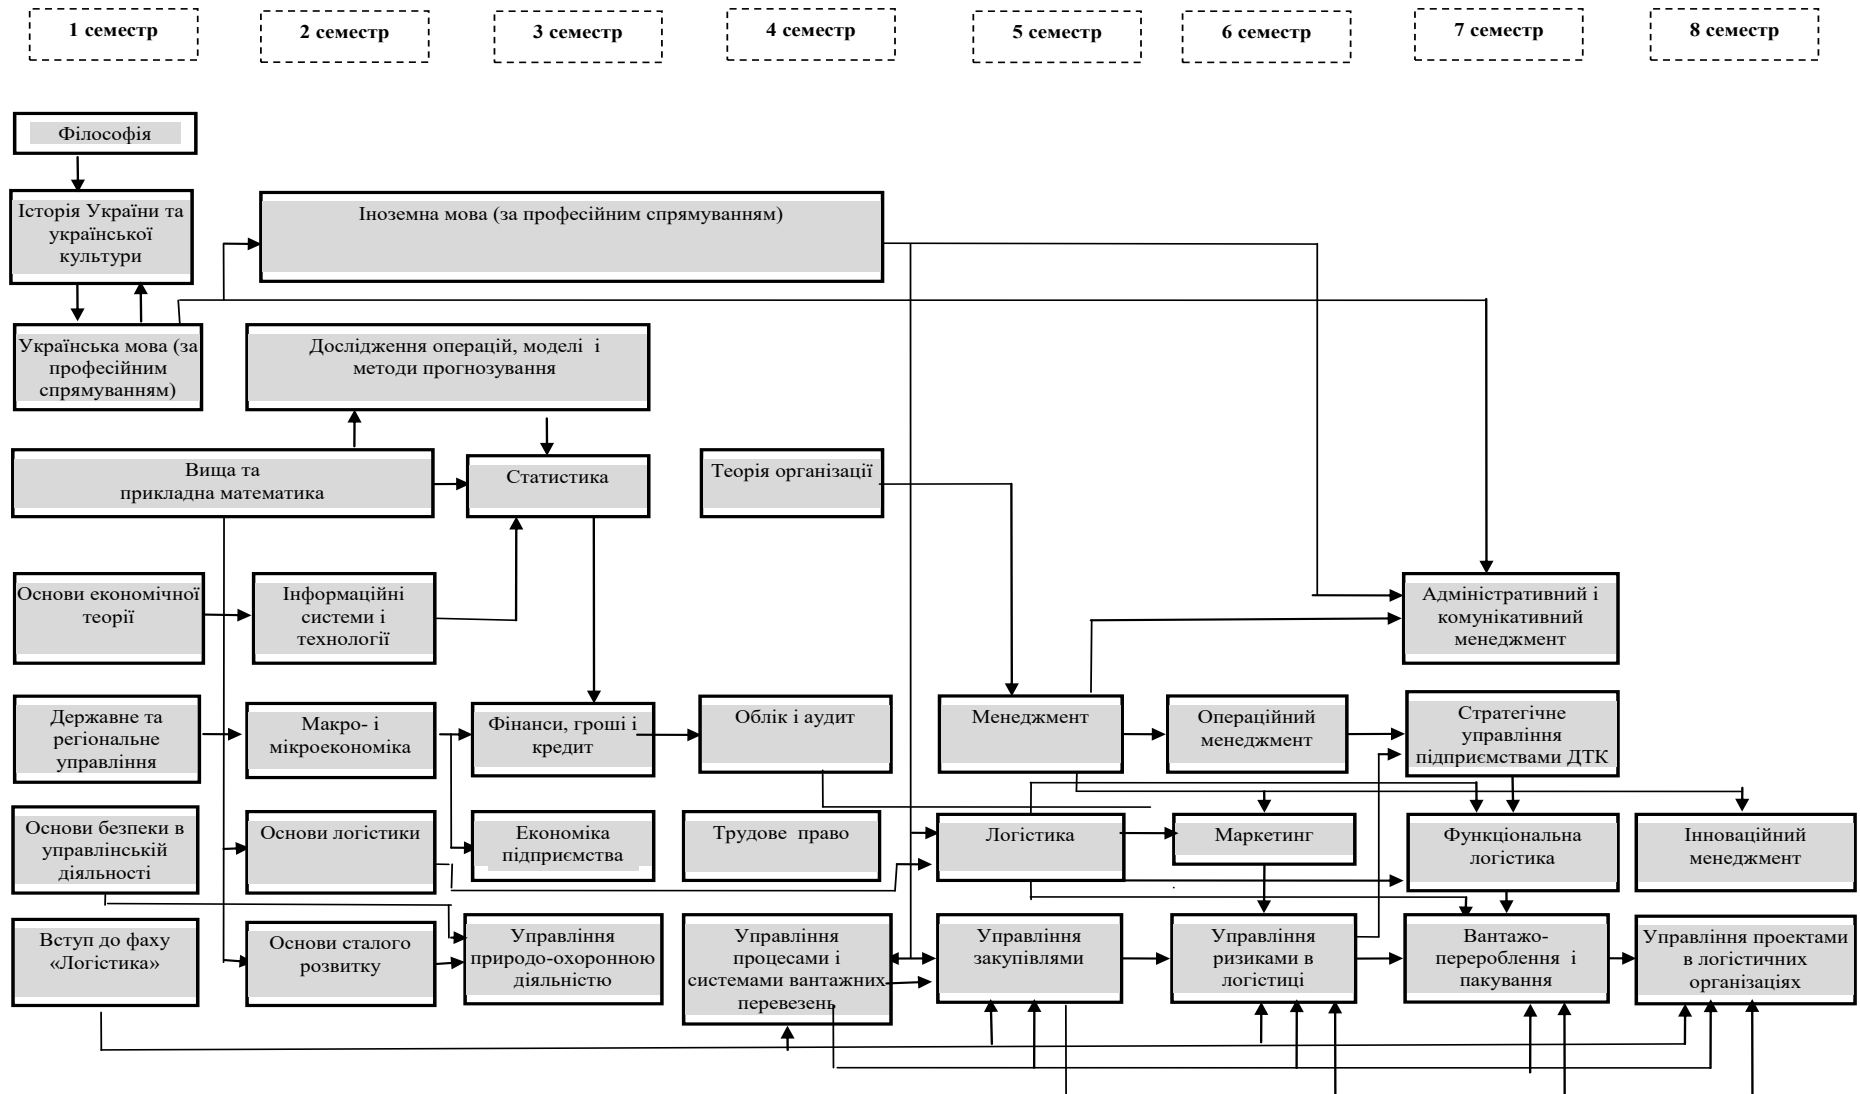 1 семестр
2 семестр
3 семестр
4 семестр
5 семестр
6 семестр
7 семестр
8 семестр
Філософія
Історія України та
української
культури
Іноземна мова (за професійним спрямуванням)
Українська мова (за
професійним
спрямуванням)
Дослідження операцій, моделі і
методи прогнозування
Вища та
прикладна математика
Статистика
Теорія організації
Основи економічної
теорії
Інформаційні
системи і
технології
Адміністративний і
комунікативний
менеджмент
Державне та
регіональне
управління
Макро- і
мікроекономіка
Фінанси, гроші і
кредит
Облік і аудит
Менеджмент
Операційний
менеджмент
Стратегічне
управління
підприємствами ДТК
Основи безпеки в
управлінській
діяльності
Основи логістики
Економіка
підприємства
Трудове право
Логістика
Маркетинг
Функціональна
логістика
Інноваційний
менеджмент
Вступ до фаху
«Логістика»
Основи сталого
розвитку
Управління
природо-охоронною
діяльністю
Управління
процесами і
системами вантажних
перевезень
Управління
закупівлями
Управління
ризиками в
логістиці
Вантажо-
перероблення і
пакування
Управління проектами
в логістичних
організаціях